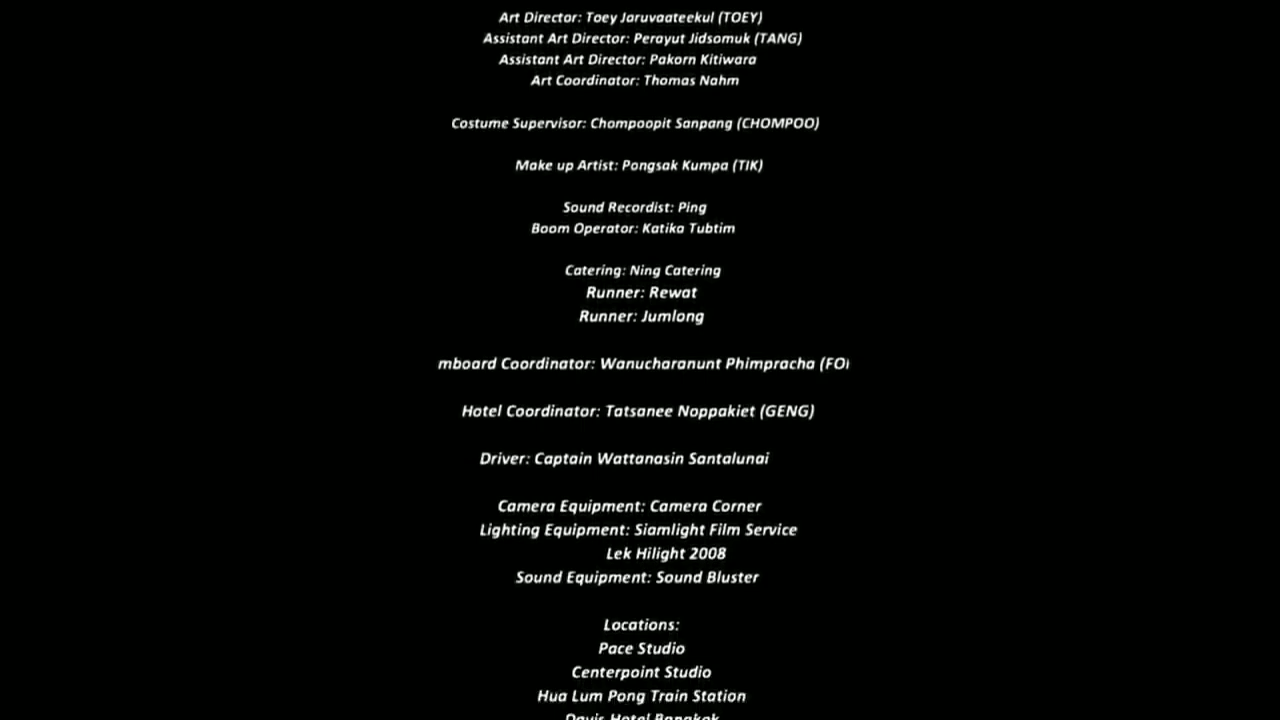 Art Director: Toey Jaruvaateekul (TOEY)
Assistant Art Director: Perayut Jidsomuk (TANG)
Assistant Art Director: Pakorn Kitiwara
Art Coordinator: Thomas Nahm
Costume Supervisor: Chompoopit Sanpang (CHOMPOO)
Make up Artist: Pongsak Kumpa (TIK)
Sound Recordist: Ping
Boom Operator: Katika Tubtim
Catering: Ning Catering
Runner: Rewat
Runner: Jumlong
Coordinator: Wanucharanunt Phimpracha
Hotel Coordinator: Tatsanee Noppakiet (GENG)
Driver: Captain Wattanasin Santalunai
Camera Equipment: Camera Corner
Lighting Equipment: Siamlight Film Service
Lek Hilight 2008
Sound Equipment: Sound Bluster
Locations:
Pace Studio
Centerpoint Studio
Hua Lum Pong Train Station
Davis Hotel Bangkok